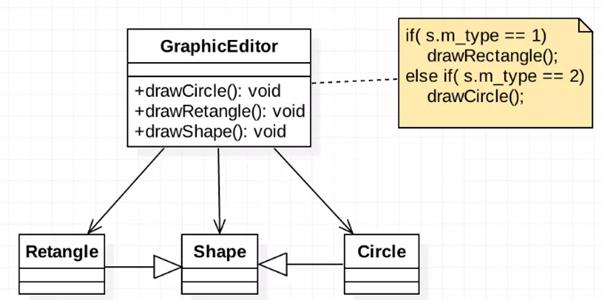 GraphicEditor
+drawCircle(): void
+drawRetangle(): void
+drawShape(): void
if( s.m_type == 1)
drawRectangle();
else if( s.m_type == 2)
drawCircle();
Retangle
Shape
Circle